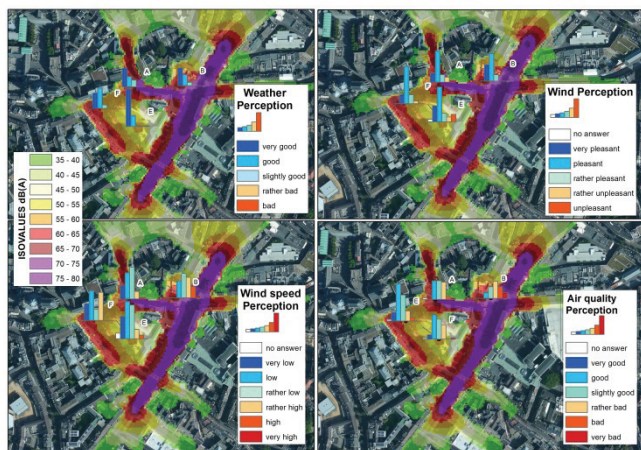 A
B
F
E
Weather
Perception
very good
good
slightly good
rather bad
bad
A
B
F
E
Wind Perception
no answer
very pleasant
pleasant
rather pleasant
rather unpleasant
unpleasant
ISOVALUES dB(A)
35 - 40
40 - 45
45 - 50
50 - 55
55 - 60
60 - 65
65 - 70
70 - 75
75 - 80
A
B
F
E
Wind speed
Perception
no answer
very low
low
rather low
rather high
high
very high
A
B
E
F
Air quality
Perception
no answer
very good
good
slightly good
rather bad
bad
very bad